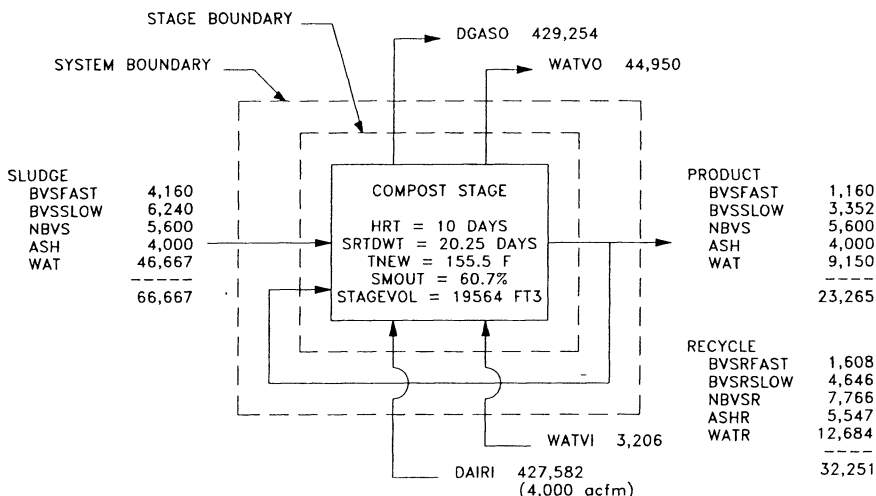 STAGE BOUNDARY
SYSTEM BOUNDARY
DGASO 429,254
WATVO 44,950
SLUDGE
BVSFAST 4,160
BVSSLOW 6,240
NBVS 5,600
ASH 4,000
WAT 46,667
-----
66,667
COMPOST STAGE
HRT = 10 DAYS
SRTDWT = 20.25 DAYS
TNEW = 155.5 F
SMOUT = 60.7%
STAGEVOL = 19564 FT3
PRODUCT
BVSFAST 1,160
BVSSLOW 3,352
NBVS 5,600
ASH 4,000
WAT 9,150
----
23,265
RECYCLE
BVSRFAST 1,608
BVSRSLOW 4,646
NBVSR 7,766
ASHR 5,547
WATR 12,684
----
32,251
WATVI 3,206
DAIRI 427,582
(4,000 acfm)